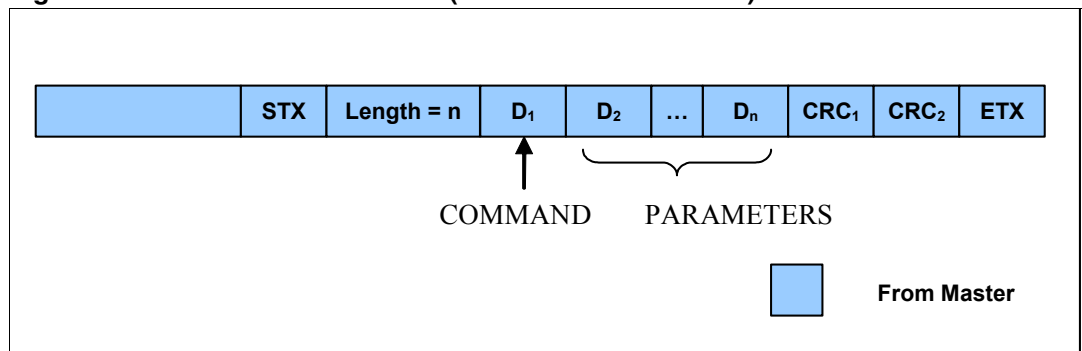 STX Length = n D₁ D₂ ... Dₙ CRC₁ CRC₂ ETX
COMMAND PARAMETERS
From Master